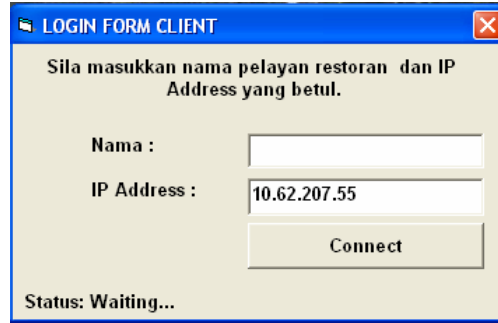 LOGIN FORM CLIENT
Sila masukkan nama pelayan restoran dan IP
Address yang betul.
Nama :
IP Address : 10.62.207.55
Connect
Status: Waiting...